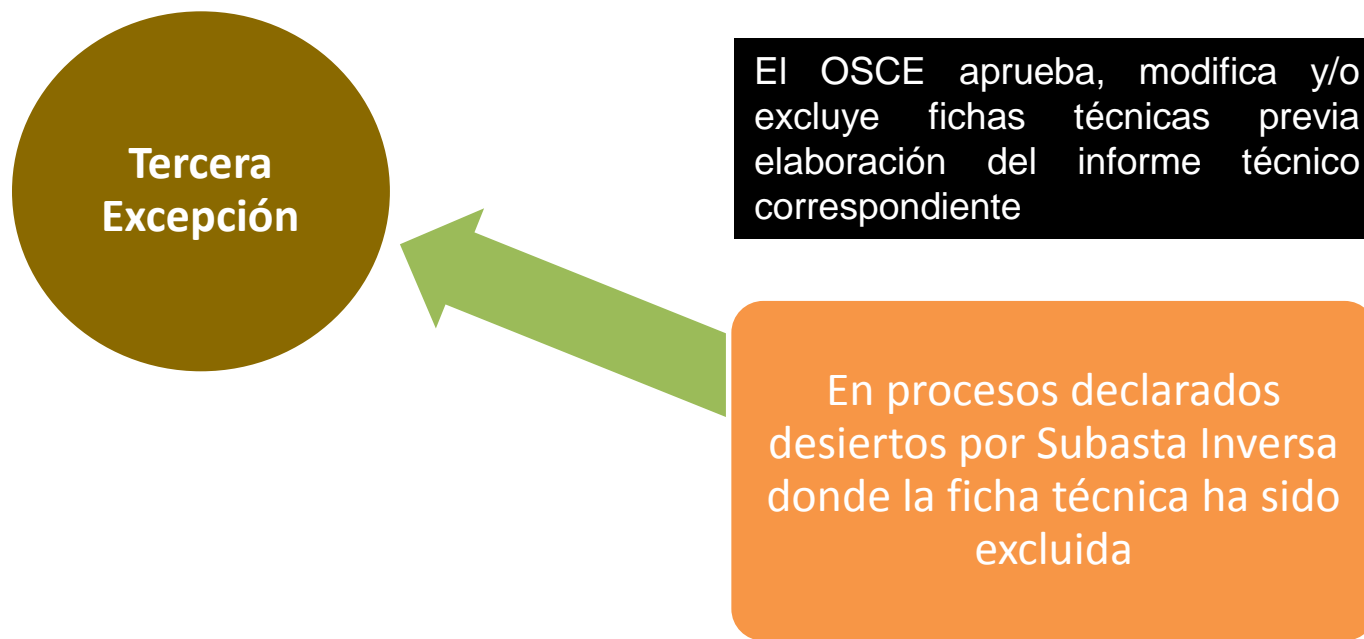 Tercera
Excepción
El OSCE aprueba, modifica y/o
excluye fichas técnicas previa
elaboración del informe técnico
correspondiente
En procesos declarados
desiertos por Subasta Inversa
donde la ficha técnica ha sido
excluida